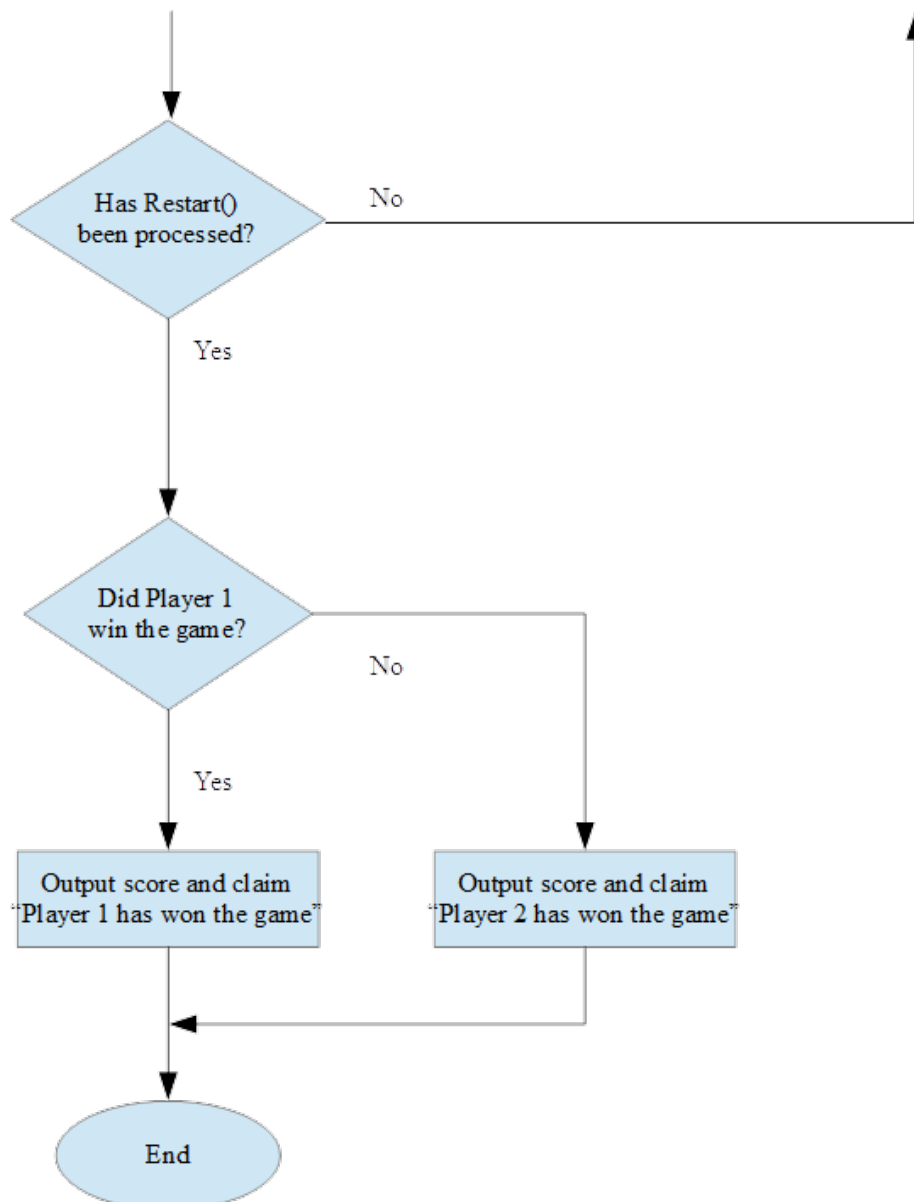 Has Restart()
been processed?
No
Yes
Did Player 1
win the game?
No
Yes
Output score and claim
“Player 1 has won the game”
Output score and claim
“Player 2 has won the game”
End